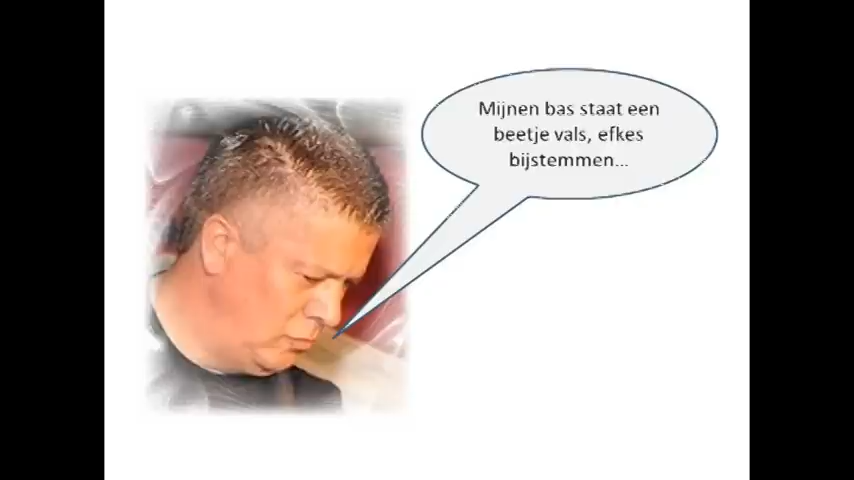 Mijnen bas staat een
beetje vals, efkes
bijstemmen...